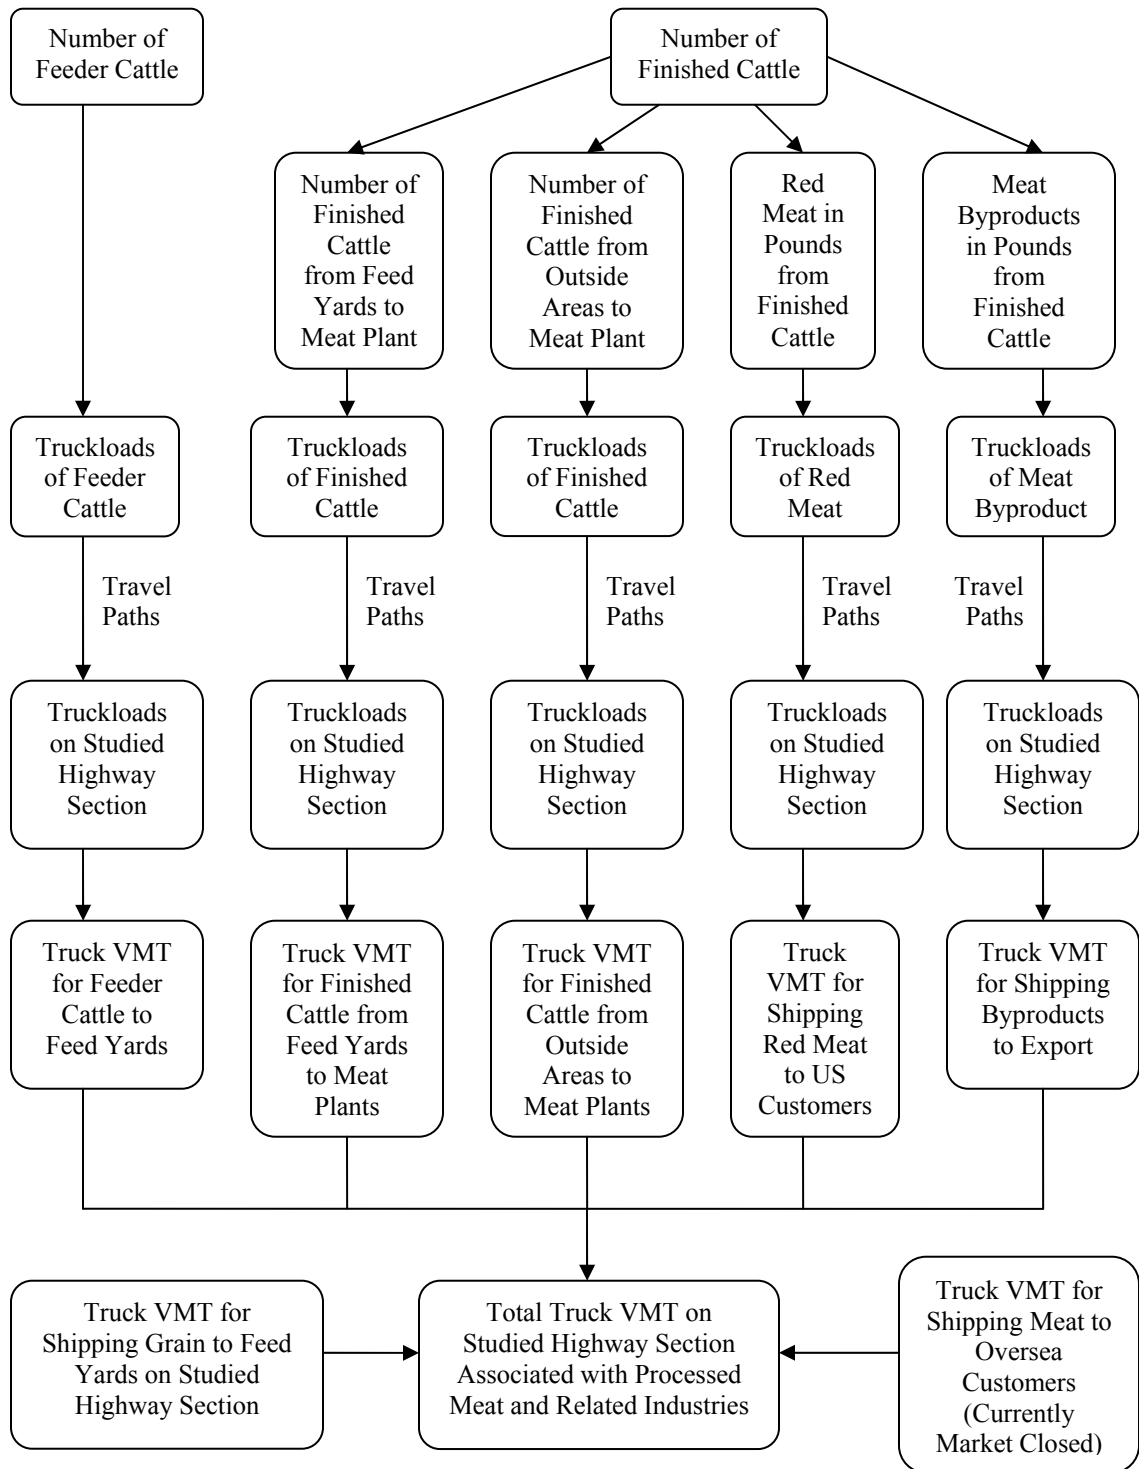 Number of
Feeder Cattle
Number of
Finished Cattle
Number of
Finished
Cattle
from Feed
Yards to
Meat Plant
Number of
Finished
Cattle from
Outside
Areas to
Meat Plant
Red
Meat in
Pounds
from
Finished
Cattle
Meat
Byproducts
in Pounds
from
Finished
Cattle
Truckloads
of Feeder
Cattle
Truckloads
of Finished
Cattle
Truckloads
of Finished
Cattle
Truckloads
of Red
Meat
Truckloads
of Meat
Byproduct
Travel
Paths
Travel
Paths
Travel
Paths
Travel
Paths
Travel
Paths
Truckloads
on Studied
Highway
Section
Truckloads
on Studied
Highway
Section
Truckloads
on Studied
Highway
Section
Truckloads
on Studied
Highway
Section
Truckloads
on Studied
Highway
Section
Truck VMT
for Feeder
Cattle to
Feed Yards
Truck VMT
for Finished
Cattle from
Feed Yards
to Meat
Plants
Truck VMT
for Finished
Cattle from
Outside
Areas to
Meat Plants
Truck
VMT for
Shipping
Red Meat
to US
Customers
Truck VMT
for Shipping
Byproducts
to Export
Truck VMT for
Shipping Grain to Feed
Yards on Studied
Highway Section
Total Truck VMT on
Studied Highway Section
Associated with Processed
Meat and Related Industries
Truck VMT for
Shipping Meat to
Oversea
Customers
(Currently
Market Closed)